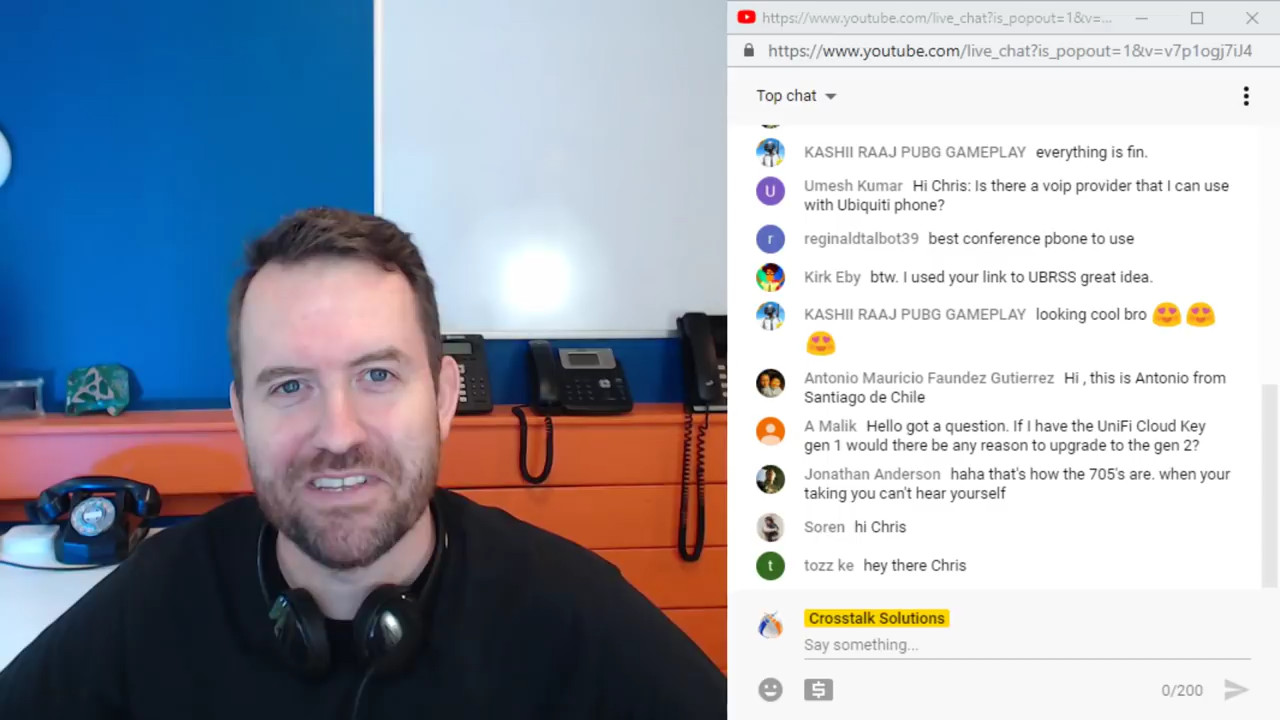 https://www.youtube.com/live_chat?is_popout=1&v=...
https://www.youtube.com/live_chat?is_popout=1&v=v7p1ogj7iJ4
Top chat
KASHII RAAJ PUBG GAMEPLAY everything is fin.
Umesh Kumar Hi Chris: Is there a voip provider that I can use
with Ubiquiti phone?
U
reginaldtalbot39 best conference pbone to use
r
Kirk Eby btw. I used your link to UBRSS great idea.
KASHII RAAJ PUBG GAMEPLAY looking cool bro
Antonio Mauricio Faundez Gutierrez Hi , this is Antonio from
Santiago de Chile
A Malik Hello got a question. If I have the UniFi Cloud Key
gen 1 would there be any reason to upgrade to the gen 2?
Jonathan Anderson haha that's how the 705's are. when your
taking you can't hear yourself
Soren hi Chris
t
tozz ke hey there Chris
Crosstalk Solutions
Say something...
0/200